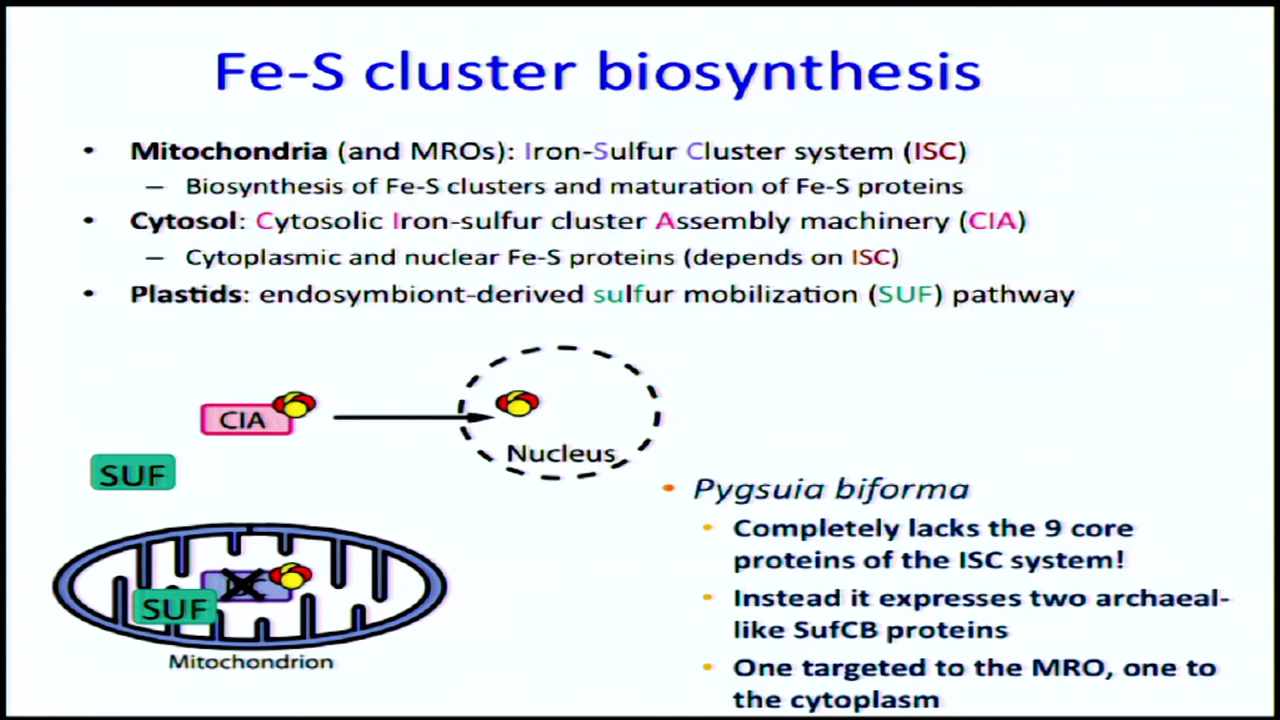 Fe-S cluster biosynthesis
• Mitochondria (and MROs): Iron-Sulfur Cluster system (ISC)
– Biosynthesis of Fe-S clusters and maturation of Fe-S proteins
• Cytosol: Cytosolic Iron-sulfur cluster Assembly machinery (CIA)
– Cytoplasmic and nuclear Fe-S proteins (depends on ISC)
• Plastids: endosymbiont-derived sulfur mobilization (SUF) pathway
CIA
Nucleus
SUF
SUF
Mitochondrion
• Pygsuia biforma
• Completely lacks the 9 core
proteins of the ISC system!
• Instead it expresses two archaeal-
like SufCB proteins
• One targeted to the MRO, one to
the cytoplasm